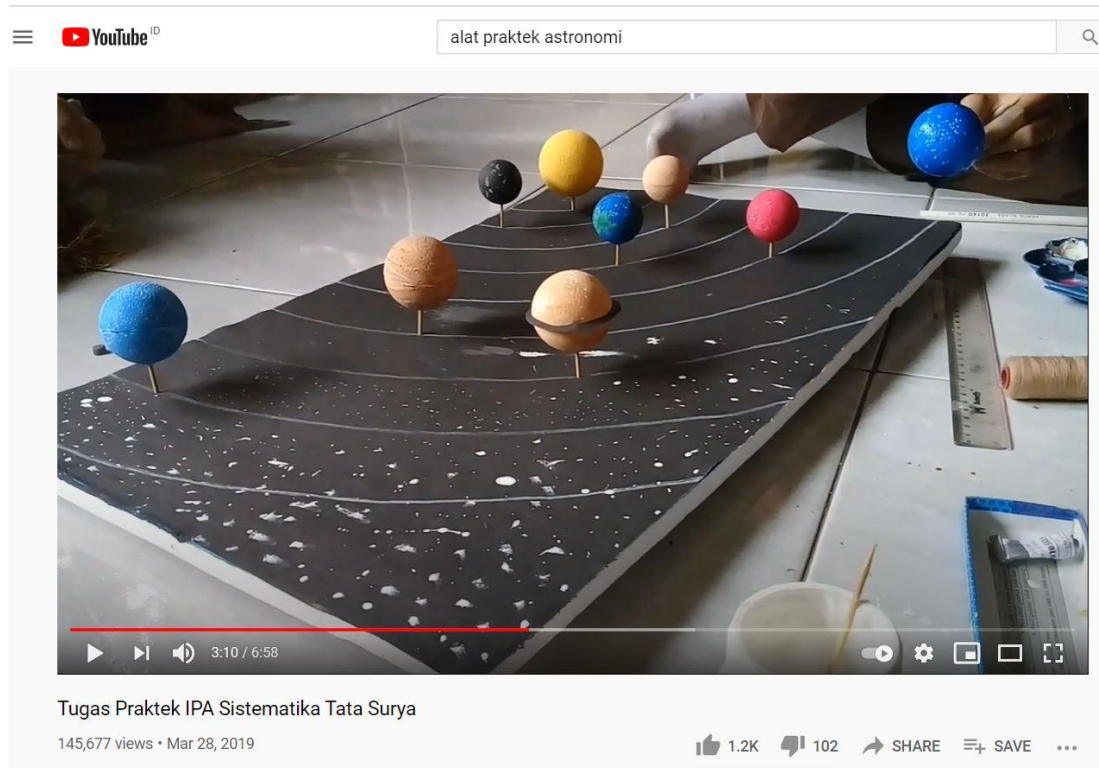 YouTube ID
alat praktek astronomi
3:10 / 6:58
Tugas Praktek IPA Sistematika Tata Surya
145,677 views • Mar 28, 2019
1.2K 102 SHARE SAVE